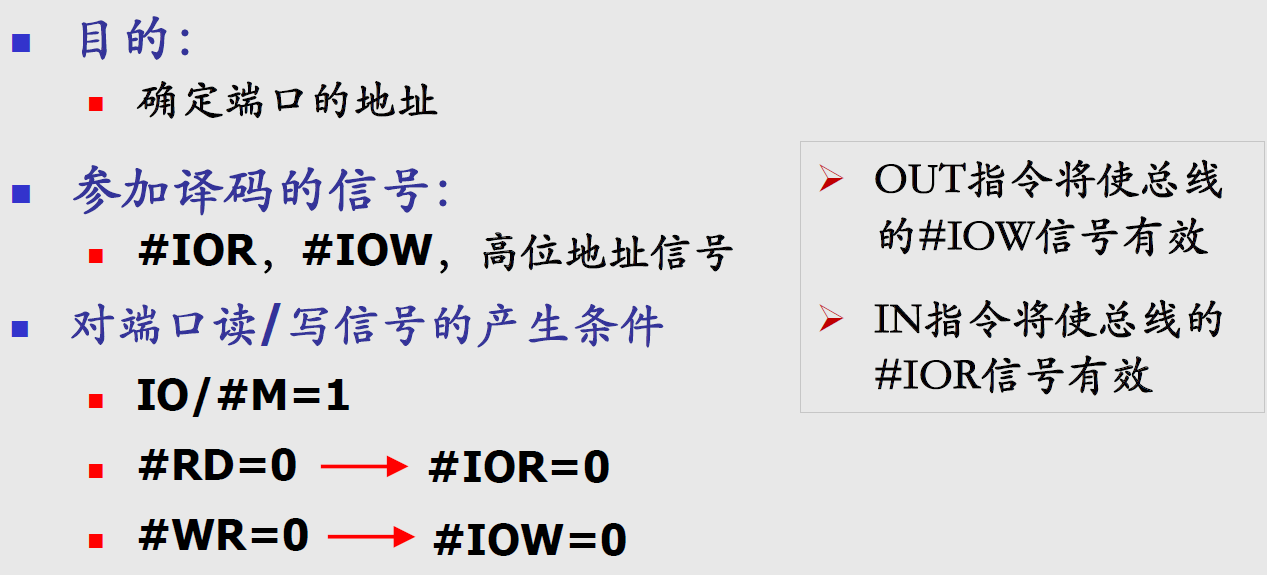 目的：
确定端口的地址
参加译码的信号：
#IOR，#IOW，高位地址信号
对端口读/写信号的产生条件
IO/#M=1
#RD=0 #IOR=0
#WR=0 #IOW=0
OUT指令将使总线
的#IOW信号有效
IN指令将使总线的
#IOR信号有效